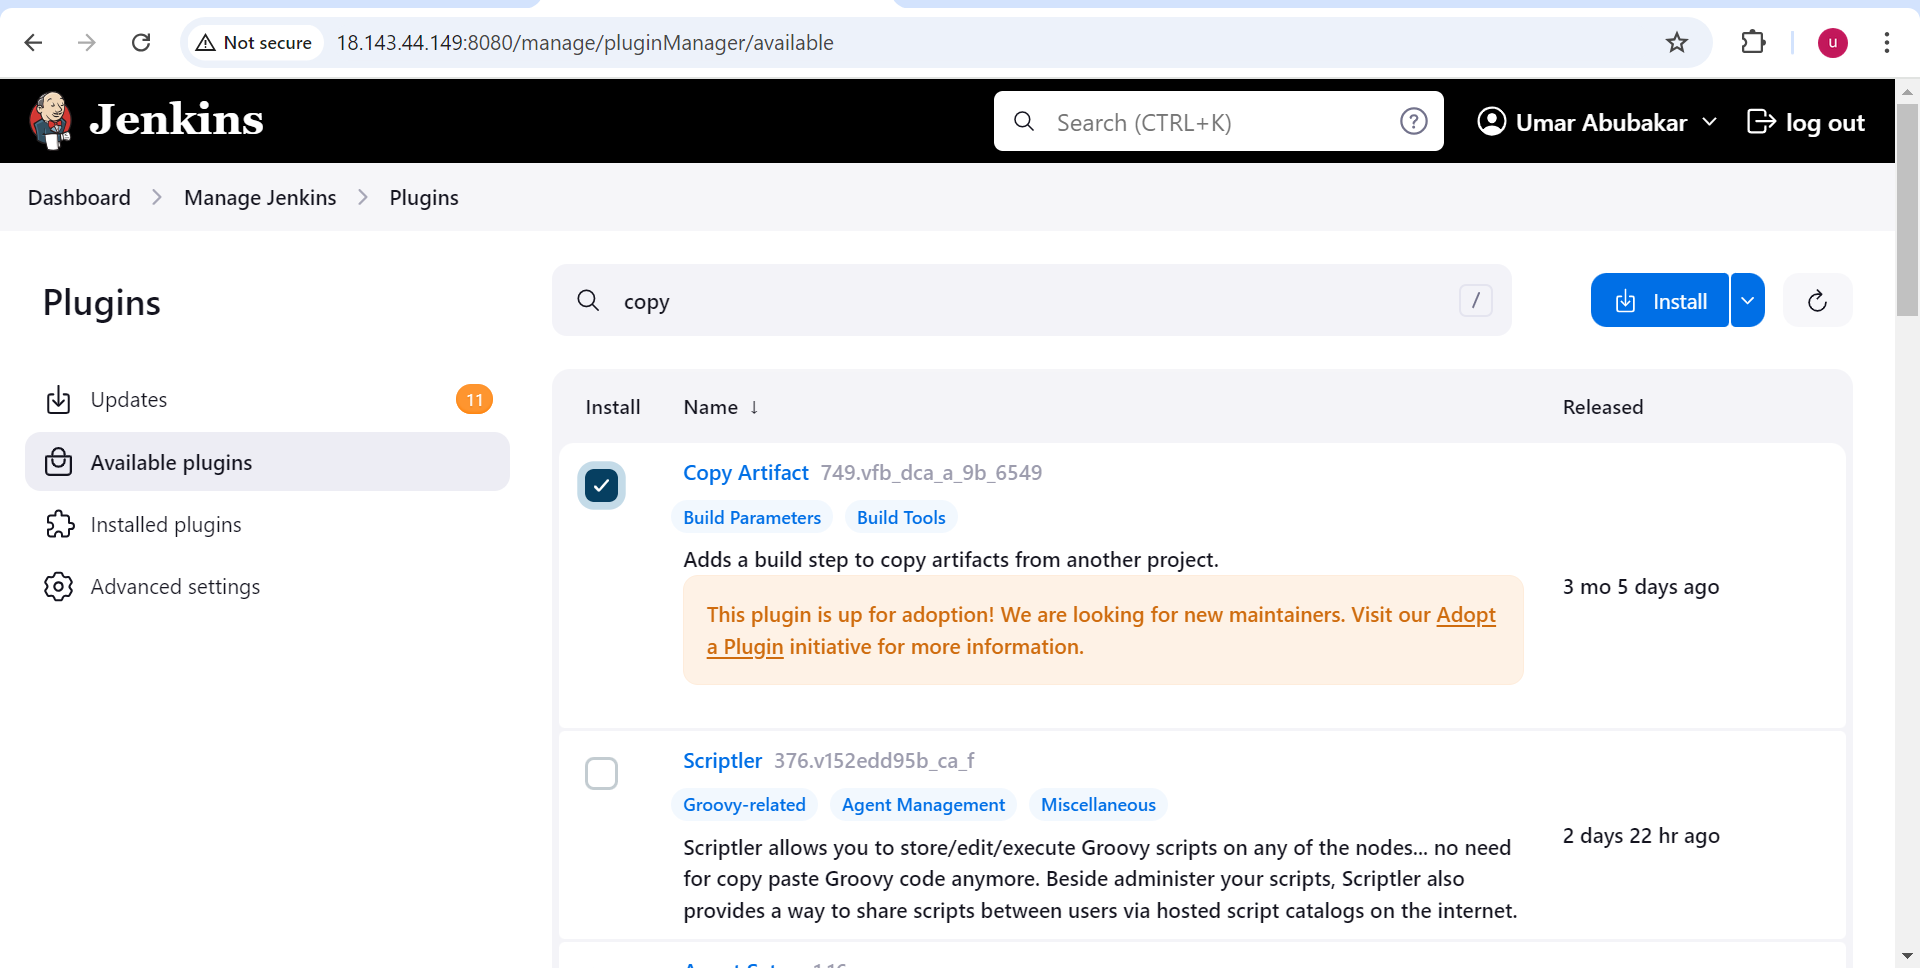 Not secure
18.143.44.149:8080/manage/pluginManager/available
u
Jenkins
Search (CTRL+K)
?
Umar Abubakar
log out
Dashboard
Manage Jenkins
Plugins
Plugins
copy
/
Install
Updates
11
Available plugins
Installed plugins
Advanced settings
Install
Name ↓
Released
Copy Artifact 749.vfb_dca_a_9b_6549
Build Parameters
Build Tools
Adds a build step to copy artifacts from another project.
This plugin is up for adoption! We are looking for new maintainers. Visit our Adopt
a Plugin initiative for more information.
3 mo 5 days ago
Scriptler 376.v152edd95b_ca_f
Groovy-related
Agent Management
Miscellaneous
Scriptler allows you to store/edit/execute Groovy scripts on any of the nodes... no need
for copy paste Groovy code anymore. Beside administer your scripts, Scriptler also
provides a way to share scripts between users via hosted script catalogs on the internet.
2 days 22 hr ago